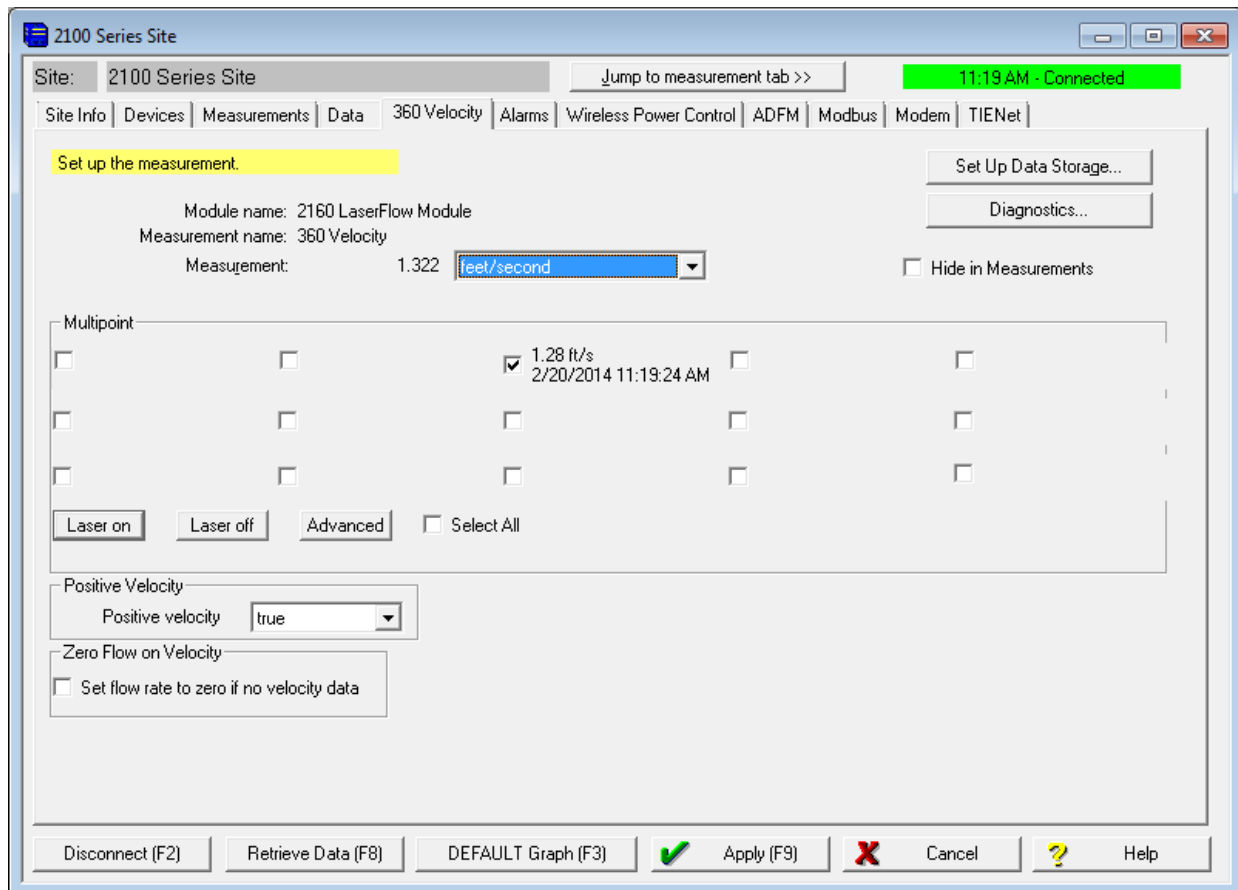 2100 Series Site
Site: 2100 Series Site Jump to measurement tab >> 11:19 AM - Connected
Site Info Devices Measurements Data 360 Velocity Alarms Wireless Power Control ADFM Modbus Modem TIENet
Set up the measurement.
Set Up Data Storage...
Module name: 2160 LaserFlow Module
Diagnostics...
Measurement name: 360 Velocity
Measurement: 1.322 feet/second
Hide in Measurements
Multipoint
1.28 ft/s
2/20/2014 11:19:24 AM
Laser on Laser off Advanced Select All
Positive Velocity
Positive velocity true
Zero Flow on Velocity
Set flow rate to zero if no velocity data
Disconnect (F2) Retrieve Data (F8) DEFAULT Graph (F3) Apply (F9) Cancel Help